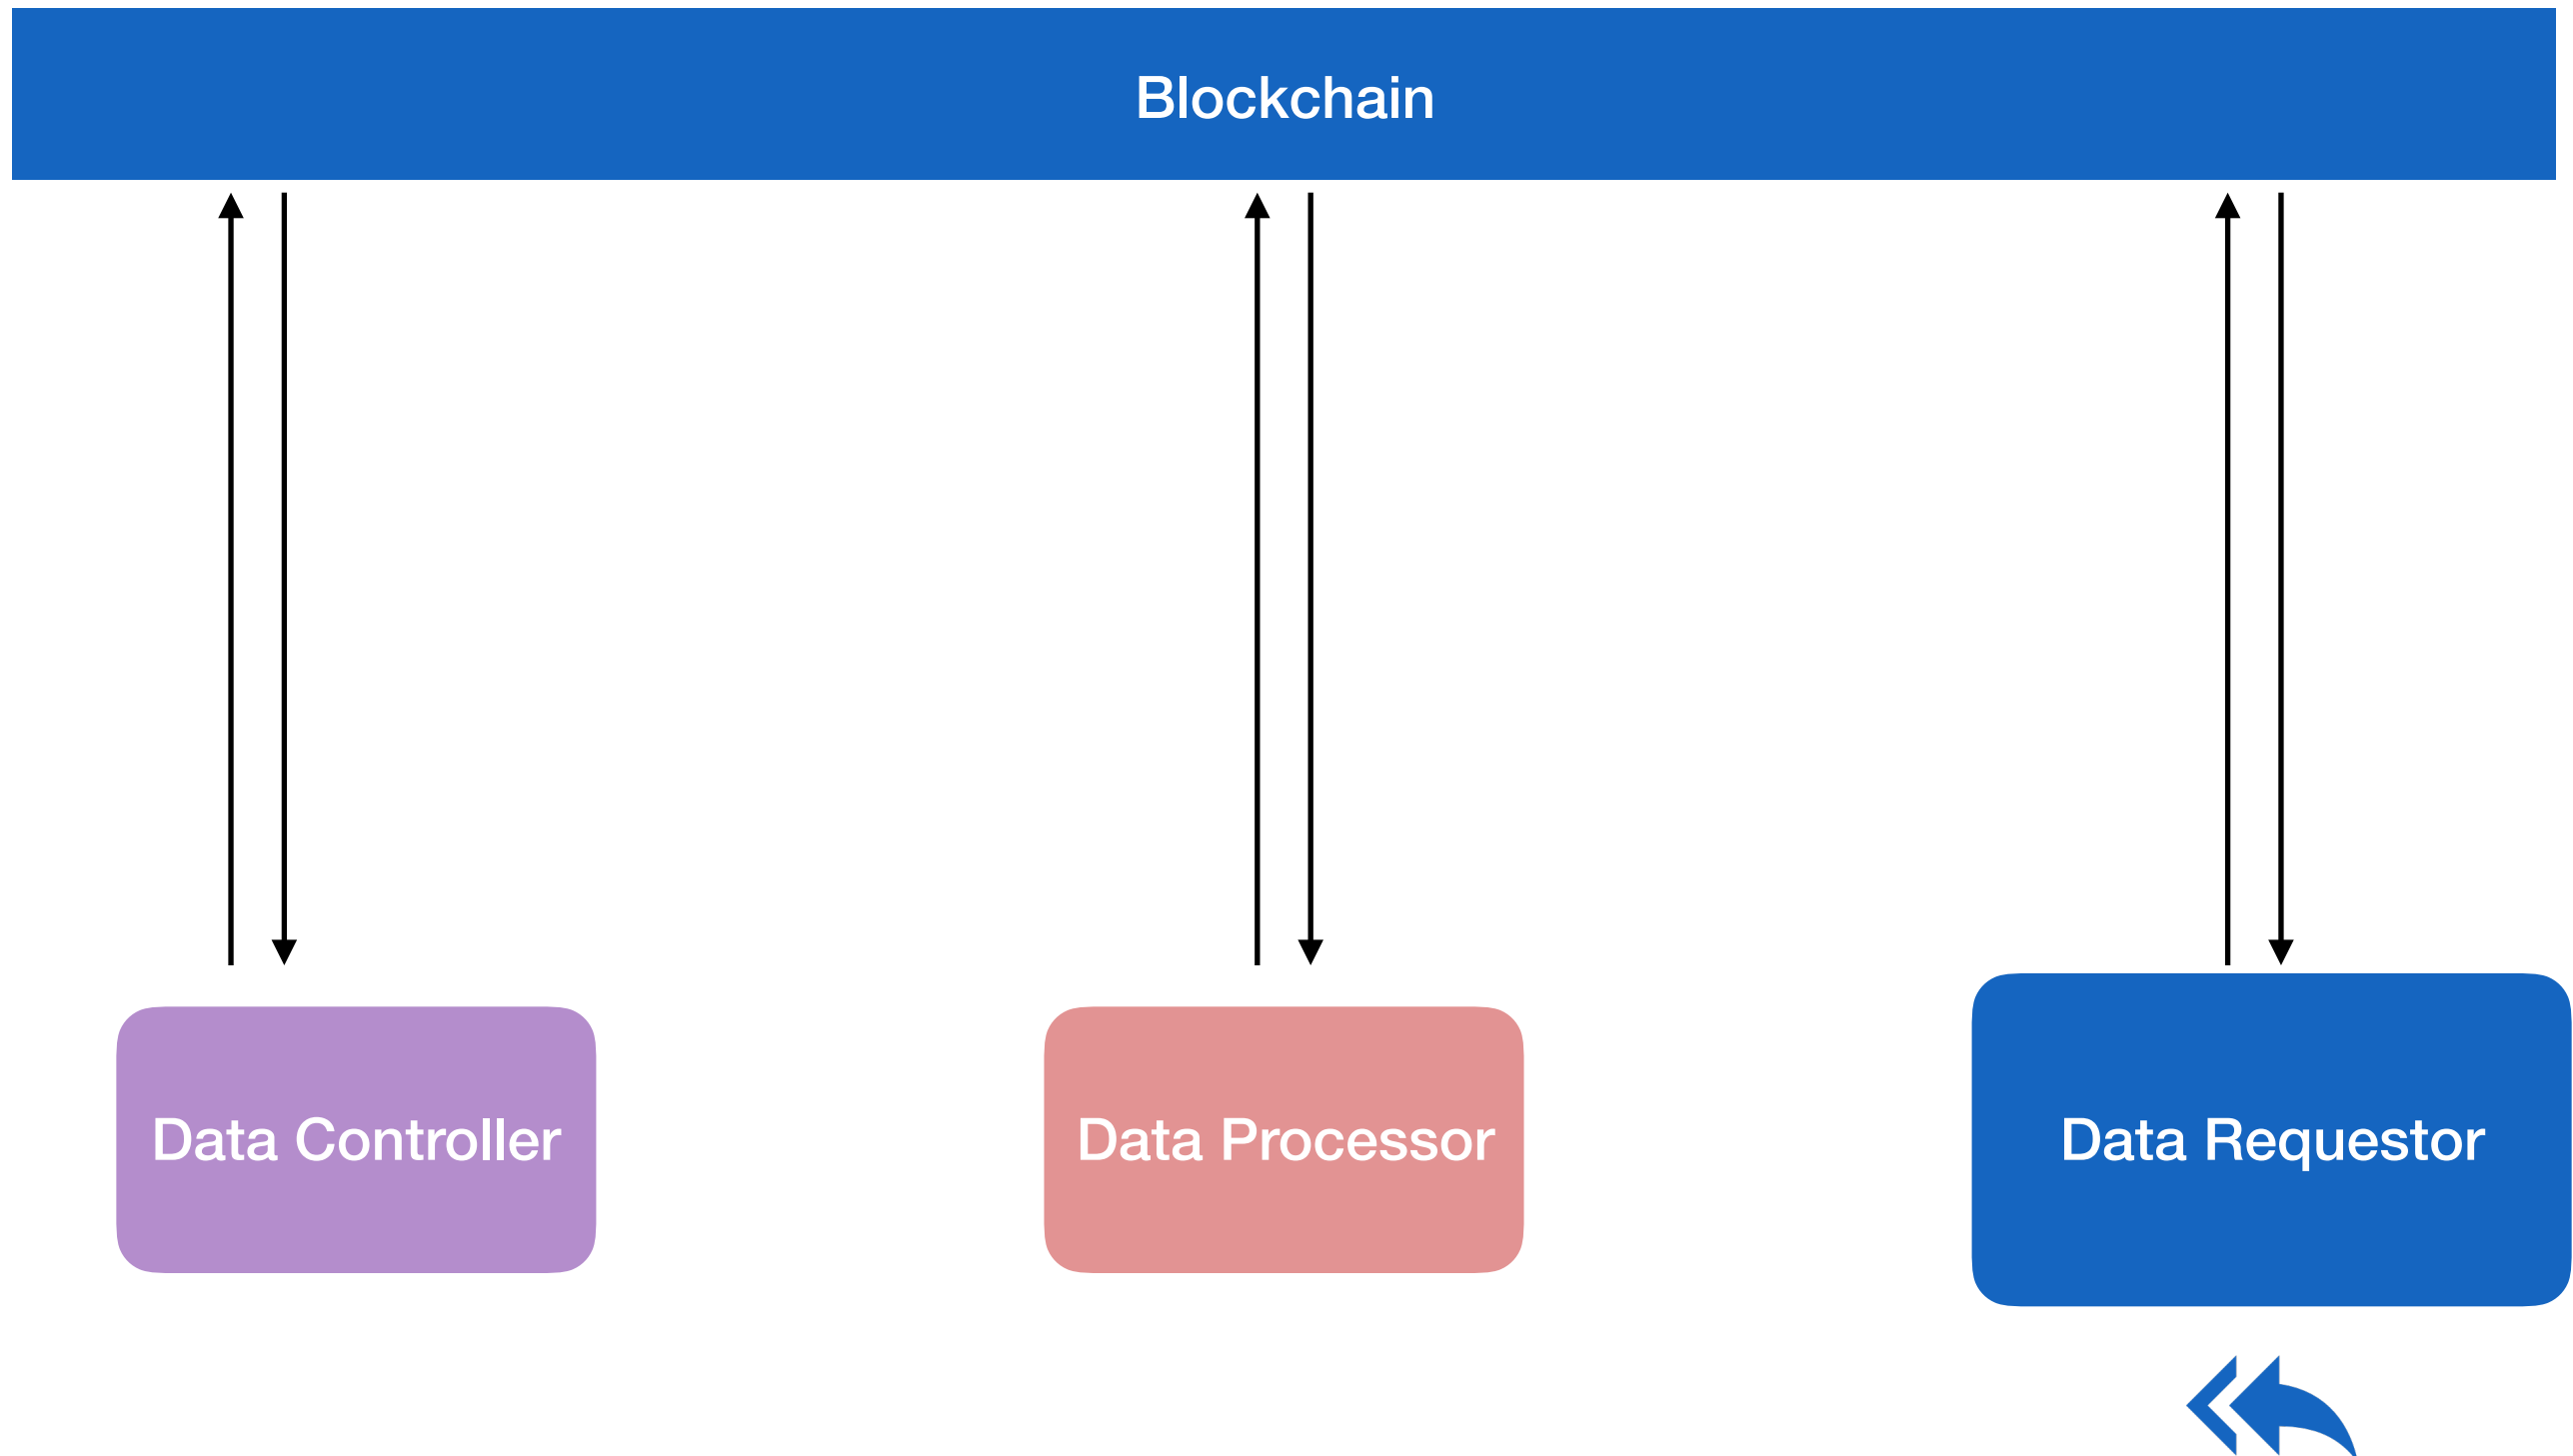 Blockchain
Data Controller
Data Processor
Data Requestor